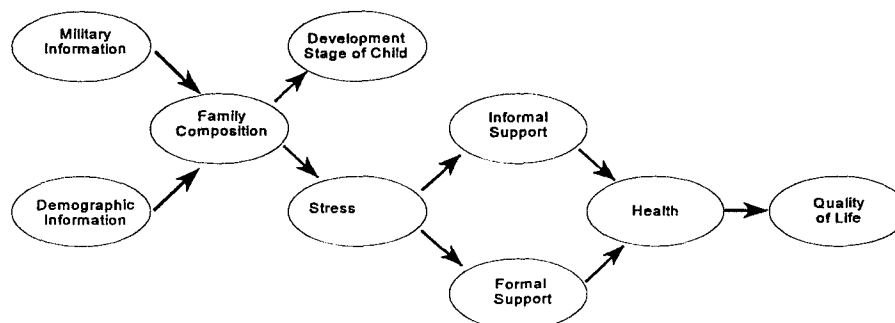 Military
Information
Development
Stage of Child
Family
Composition
Informal
Support
Demographic
Information
Stress
Health
Quality
of Life
Formal
Support